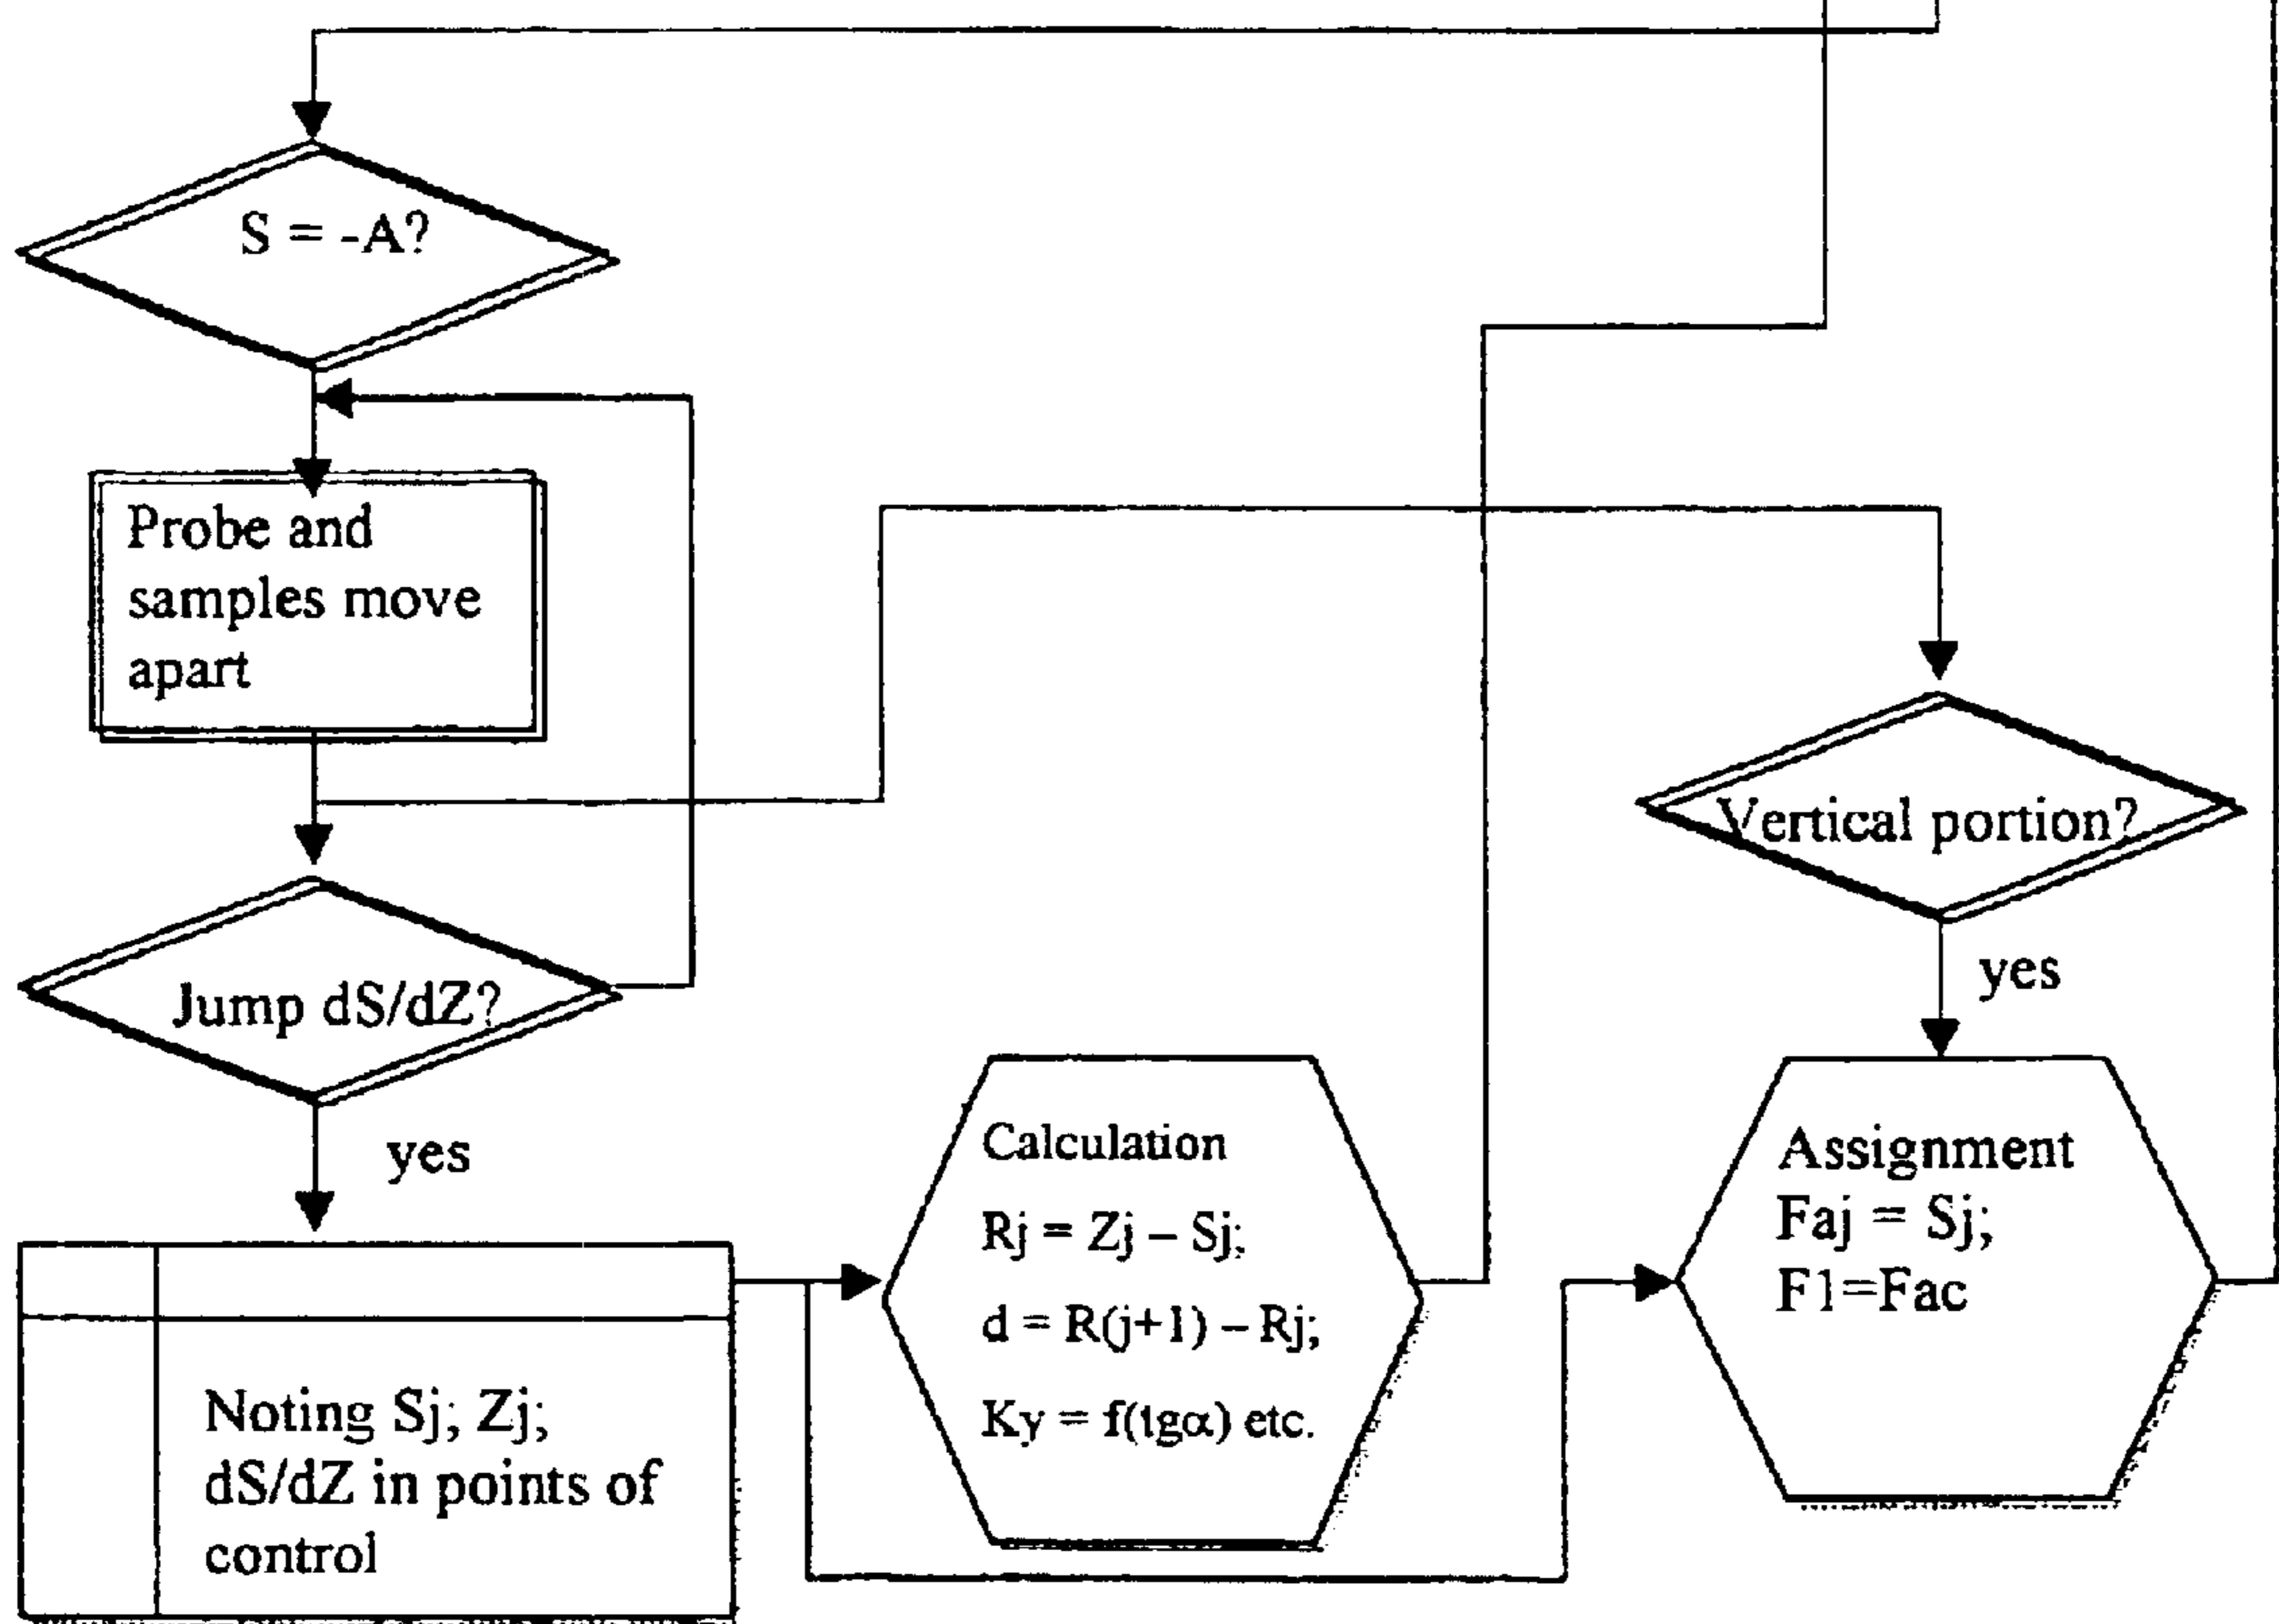 S = -A?
Probe and
samples move
apart
Vertical portion?
Jump dS/dZ?
yes
yes
Calculation
Rj = Zj – Sj;
d = R(j+1) – Rj;
Ky = f(tgα) etc.
Assignment
Faj = Sj;
F1=Fac
Noting Sj; Zj;
dS/dZ in points of
control